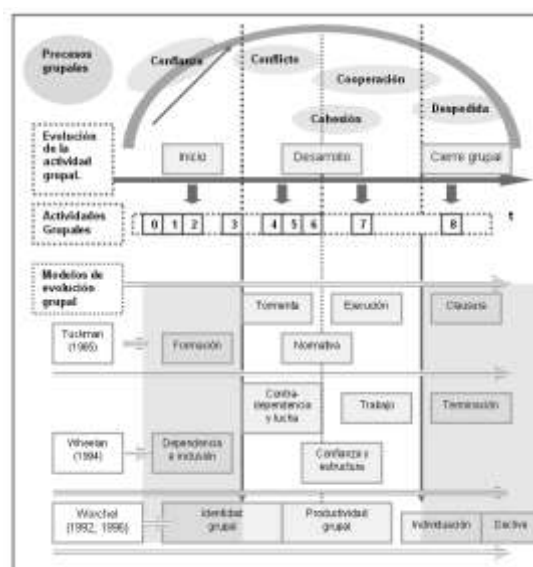 Procesos
grupales
Confianza
Conflicto
Cooperación
Cohesión
Despedida
Evolución
de la
actividad
grupal.
Inicio
Desarrollo
Cierre grupal
Actividades
Grupales
0 1 2 3 4 5 6 7 8
t
Modelos de
evolución
grupal
Tormenta
Ejecución
Clausura
Tuckman
(1965)
Formación
Normativa
Contra-
dependencia
y lucha
Trabajo
Terminación
Wheelan
(1994)
Dependencia
e inclusión
Confianza y
estructura
Worchel
(1992, 1996)
Identidad
grupal
Productividad
grupal
Individuación
Declive